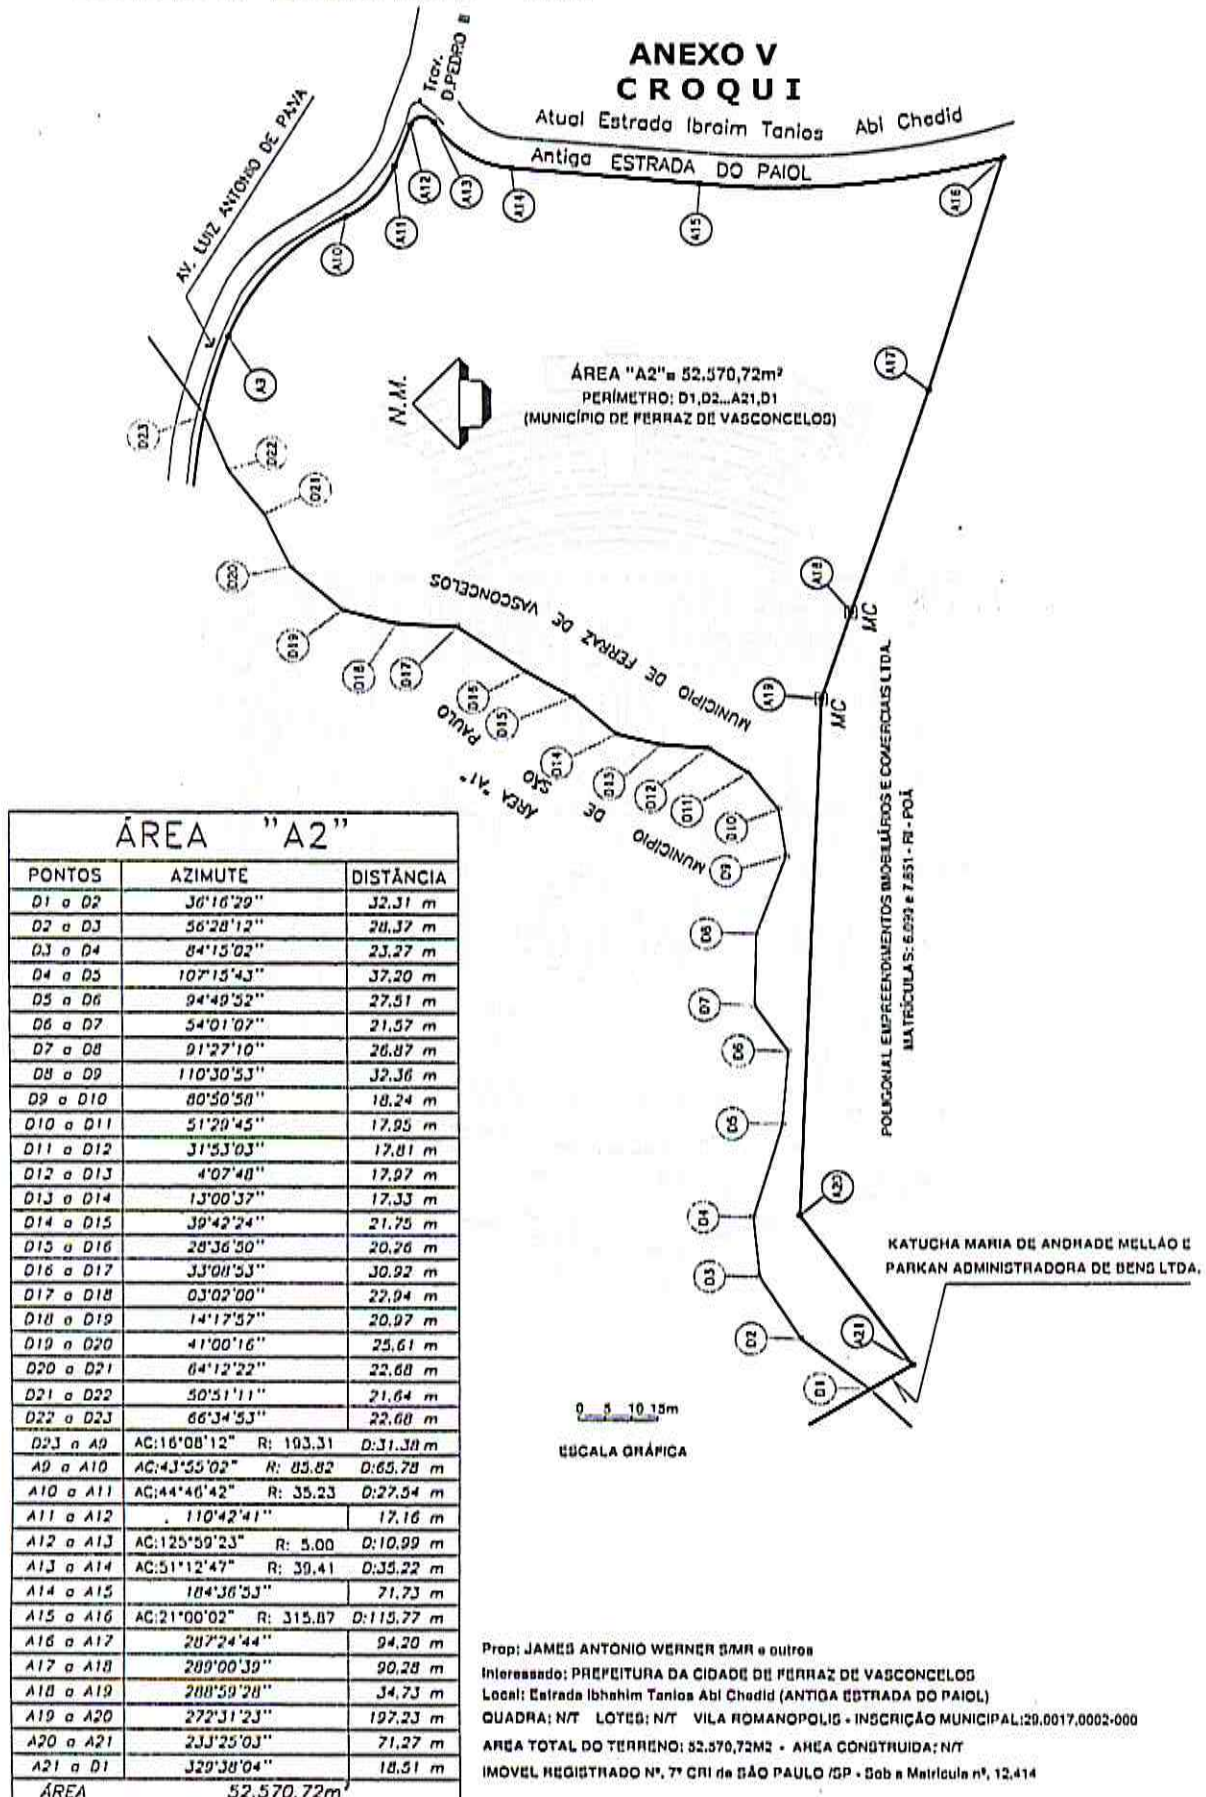 ANEXO V
CROQUI
Trav. D.PEDRO II
Atual Estrada Ibraim Tanios Abi Chedid
Antiga ESTRADA DO PAIOL
AV. LUIZ ANTONIO DE PAIVA
A12
A13
A14
A11
A10
A15
A16
A9
A17
N.M.
ÁREA "A2"= 52.570,72m²
PERÍMETRO: D1,D2...A21,D1
(MUNICÍPIO DE FERRAZ DE VASCONCELOS)
D23
D22
D21
D20
D19
D18
D17
D16
D15
D14
D13
D12
D11
D10
D9
D8
D7
D6
D5
D4
D3
D2
D1
A18
MC
A19
MC
A20
A21
MUNICIPIO DE FERRAZ DE VASCONCELOS
MUNICIPIO DE SÃO PAULO
ÁREA "A1"
POLIGONAL EMPREENDIMENTOS IMOBILIÁRIOS E COMERCIAIS LTDA.
MATRÍCULAS: 6.093 e 7.651 - RI - POÁ
KATUCHA MARIA DE ANDRADE MELLÃO E
PARKAN ADMINISTRADORA DE BENS LTDA.
0 5 10 15m
ESCALA GRÁFICA
ÁREA "A2"
PONTOS AZIMUTE DISTÂNCIA
D1 a D2 36°16'29" 32.31 m
D2 a D3 56°28'12" 28,37 m
D3 a D4 84°15'02" 23,27 m
D4 a D5 107°15'43" 37,20 m
D5 a D6 94°49'52" 27,51 m
D6 a D7 54°01'07" 21,57 m
D7 a D8 91°27'10" 26,87 m
D8 a D9 110°30'53" 32,36 m
D9 a D10 80°50'58" 18.24 m
D10 a D11 51°29'45" 17,95 m
D11 a D12 31°53'03" 17,81 m
D12 a D13 4°07'48" 17,97 m
D13 a D14 13°00'37" 17,33 m
D14 a D15 39°42'24" 21,75 m
D15 a D16 28°36'50" 20,26 m
D16 a D17 33°08'53" 30,92 m
D17 a D18 03°02'00" 22,94 m
D18 a D19 14°17'57" 20,97 m
D19 a D20 41°00'16" 25,61 m
D20 a D21 64°12'22" 22,68 m
D21 a D22 50°51'11" 21,64 m
D22 a D23 66°34'53" 22,68 m
D23 a A9 AC:16°08'12" R: 193.31 D:31.38 m
A9 a A10 AC:43°55'02" R: 85.82 D:65,78 m
A10 a A11 AC:44°46'42" R: 35.23 D:27.54 m
A11 a A12 110°42'41" 17,16 m
A12 a A13 AC:125°59'23" R: 5.00 D:10,99 m
A13 a A14 AC:51°12'47" R: 39.41 D:35,22 m
A14 a A15 184°36'53" 71,73 m
A15 a A16 AC:21°00'02" R: 315.87 D:115,77 m
A16 a A17 287°24'44" 94,20 m
A17 a A18 289°00'39" 90,28 m
A18 a A19 288°59'28" 34,73 m
A19 a A20 272°31'23" 197,23 m
A20 a A21 233°25'03" 71,27 m
A21 a D1 329°38'04" 18,51 m
ÁREA 52.570,72m²
Prop: JAMES ANTONIO WERNER e outros
Interessado: PREFEITURA DA CIDADE DE FERRAZ DE VASCONCELOS
Local: Estrada Ibhahim Tanios Abi Chedid (ANTIGA ESTRADA DO PAIOL)
QUADRA: N/T LOTES: N/T VILA ROMANOPOLIS - INSCRIÇÃO MUNICIPAL:29.0017,0002-000
AREA TOTAL DO TERRENO: 52.570,72M2 - AREA CONSTRUIDA: N/T
IMÓVEL REGISTRADO Nº. 7º CRI de SÃO PAULO /SP - Sob a Matricula nº. 12,414